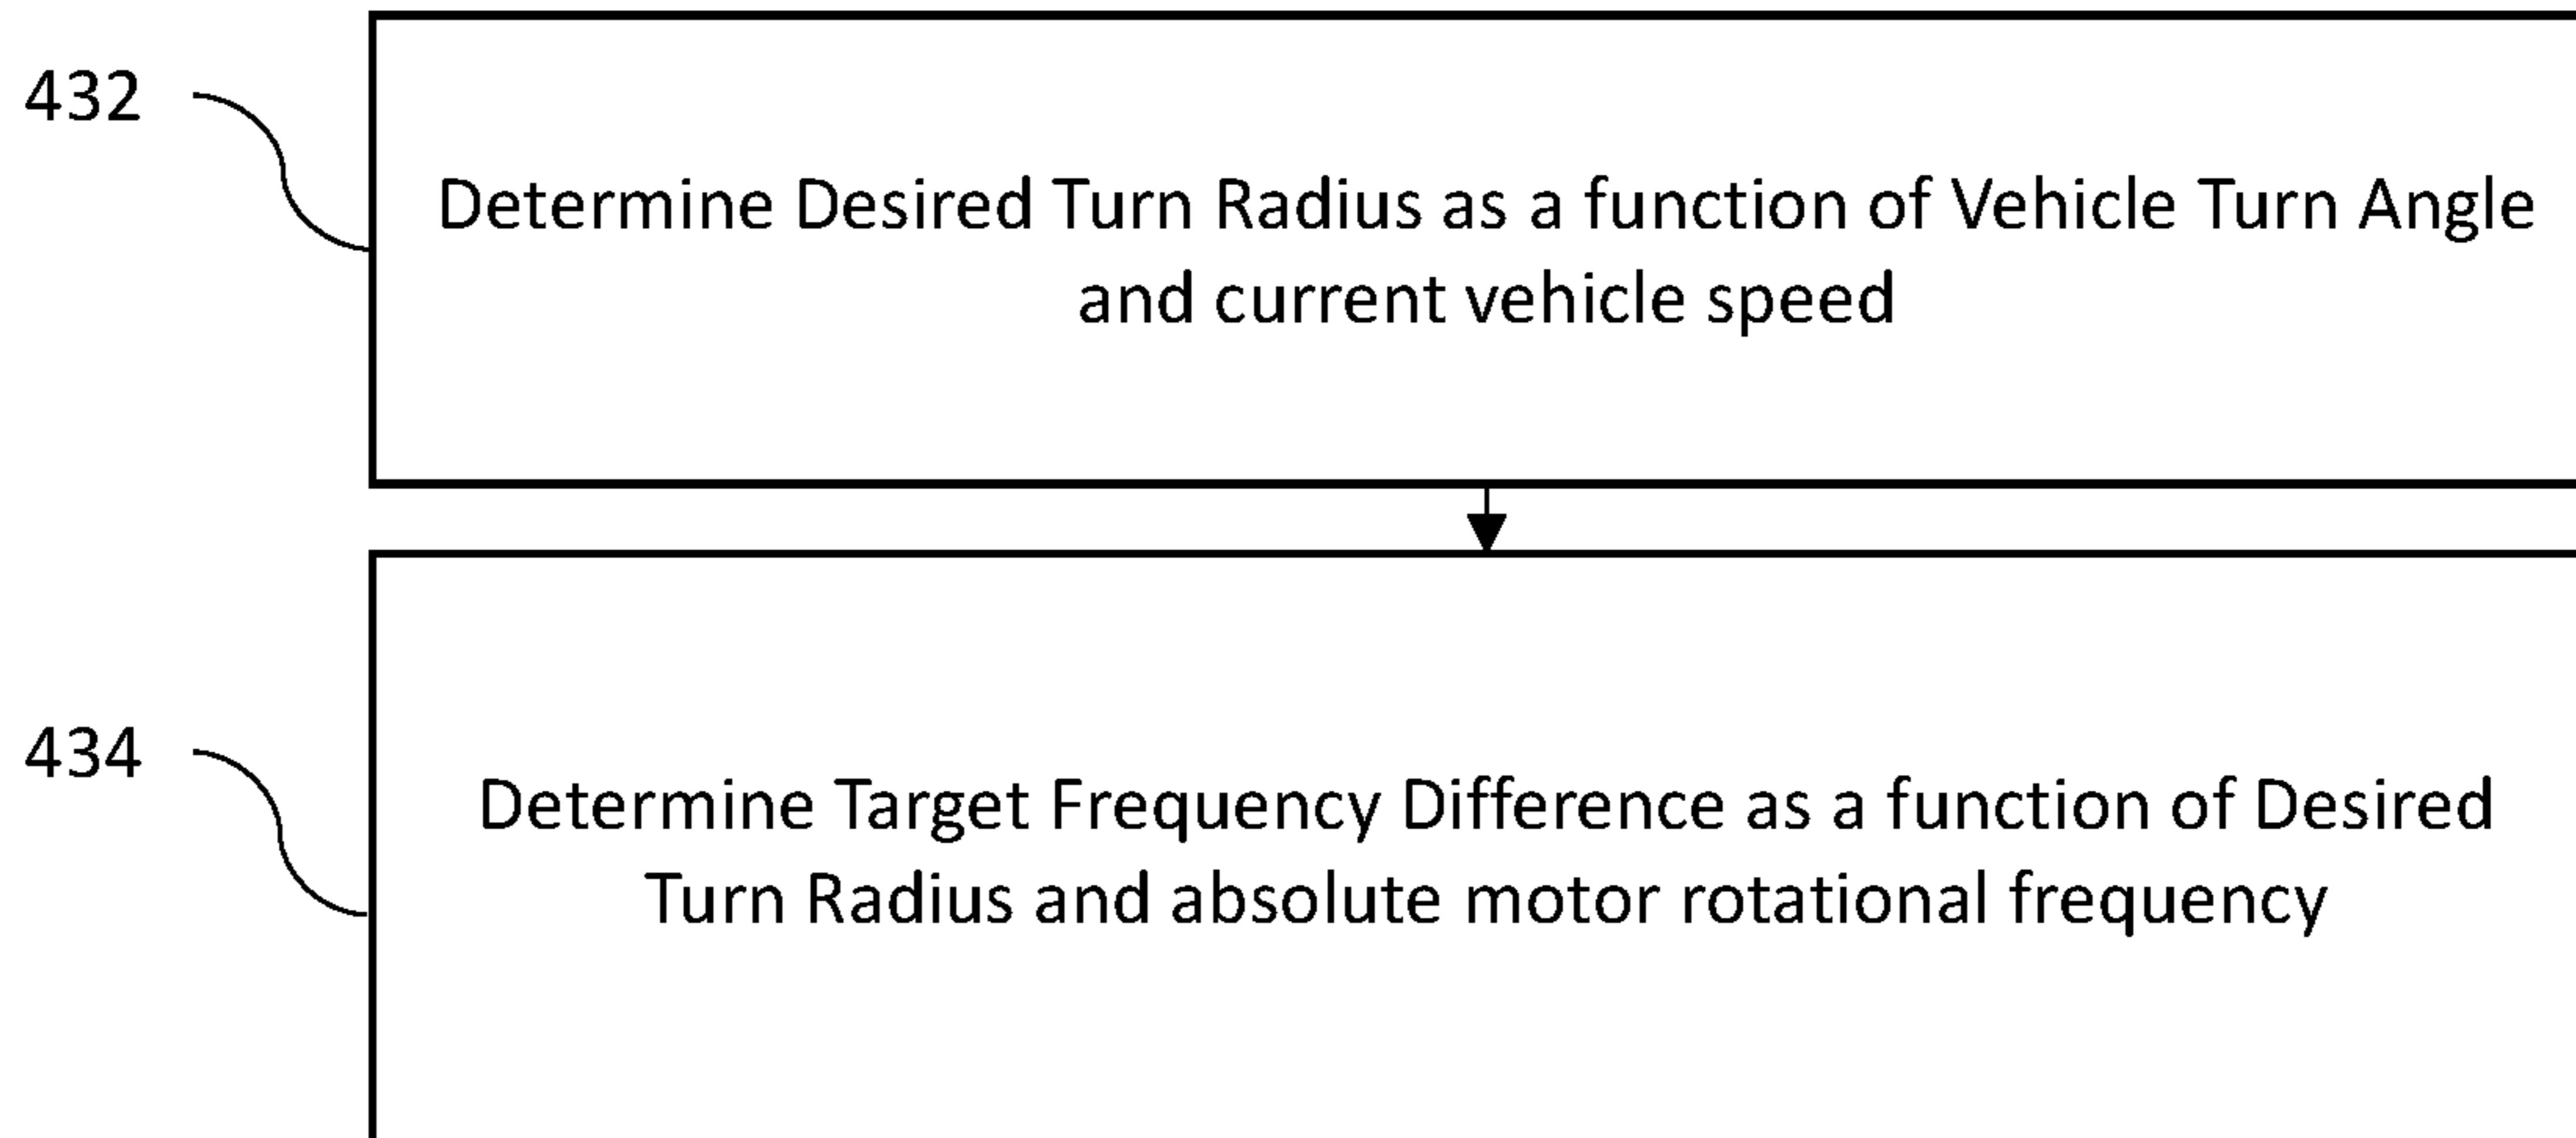 432
Determine Desired Turn Radius as a function of Vehicle Turn Angle
and current vehicle speed
434
Determine Target Frequency Difference as a function of Desired
Turn Radius and absolute motor rotational frequency